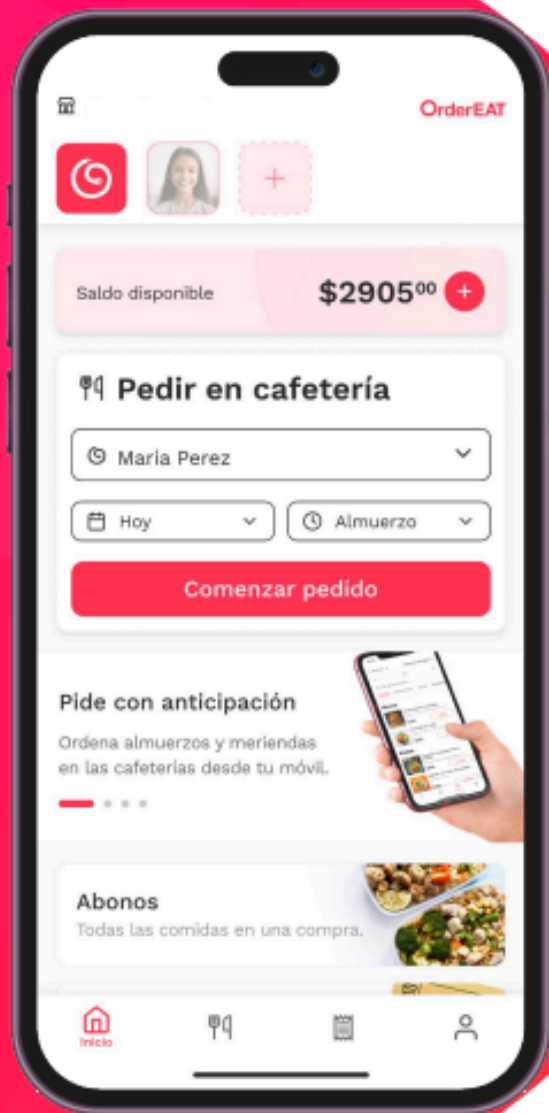 OrderEAT
Saldo disponible $2905⁰⁰
Pedir en cafetería
Maria Perez
Hoy Almuerzo
Comenzar pedido
Pide con anticipación
Ordena almuerzos y meriendas
en las cafeterías desde tu móvil.
Abonos
Todas las comidas en una compra.
Inicio